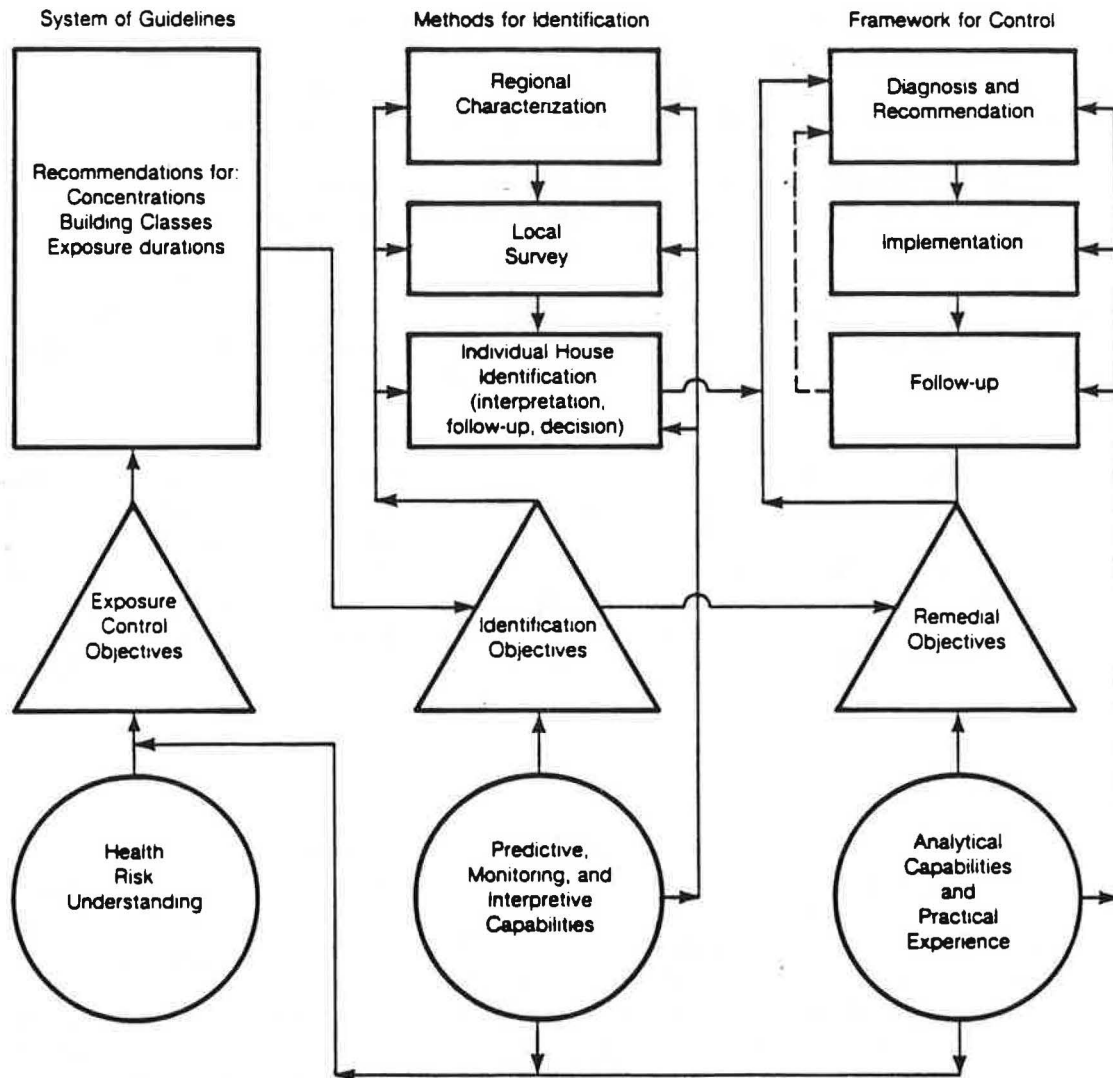 System of Guidelines
Methods for Identification
Framework for Control
Recommendations for:
Concentrations
Building Classes
Exposure durations
Regional
Characterization
Local
Survey
Individual House
Identification
(interpretation,
follow-up, decision)
Diagnosis and
Recommendation
Implementation
Follow-up
Exposure
Control
Objectives
Identification
Objectives
Remedial
Objectives
Health
Risk
Understanding
Predictive,
Monitoring, and
Interpretive
Capabilities
Analytical
Capabilities
and
Practical
Experience